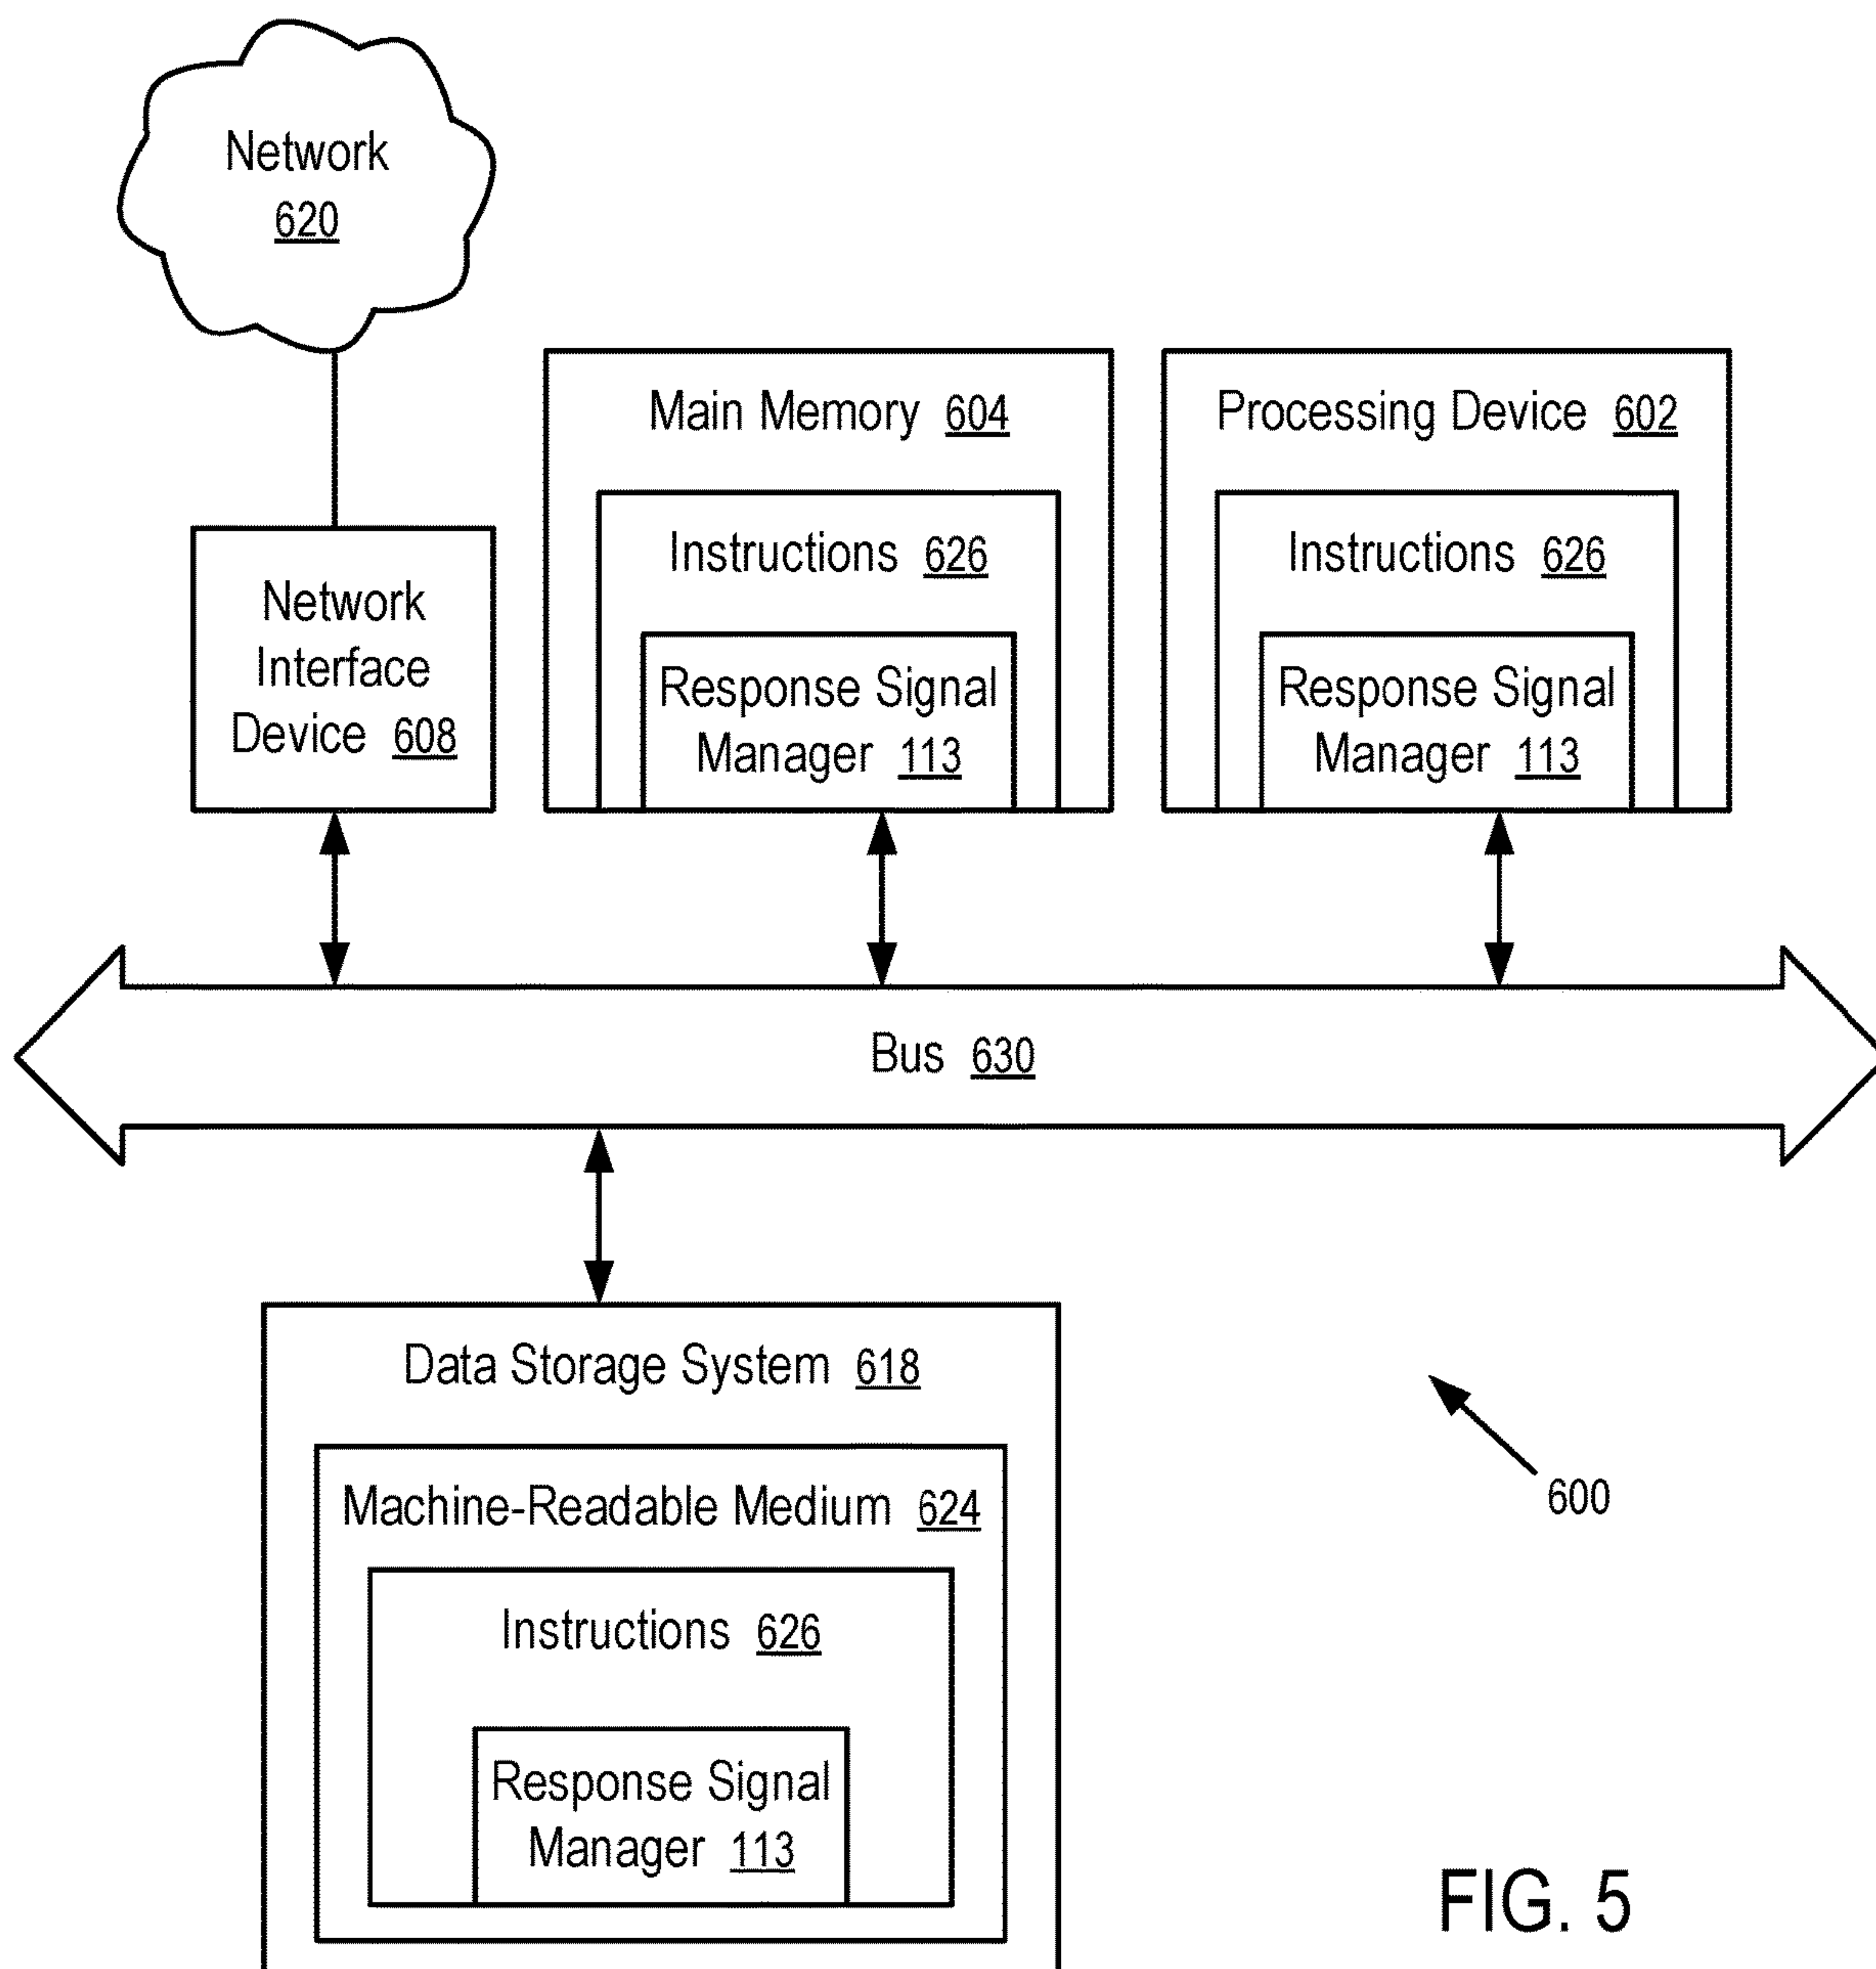 Network
620
Main Memory 604
Processing Device 602
Instructions 626
Instructions 626
Network
Interface
Device 608
Response Signal
Manager 113
Response Signal
Manager 113
Bus 630
Data Storage System 618
Machine-Readable Medium 624
Instructions 626
Response Signal
Manager 113
600
FIG. 5